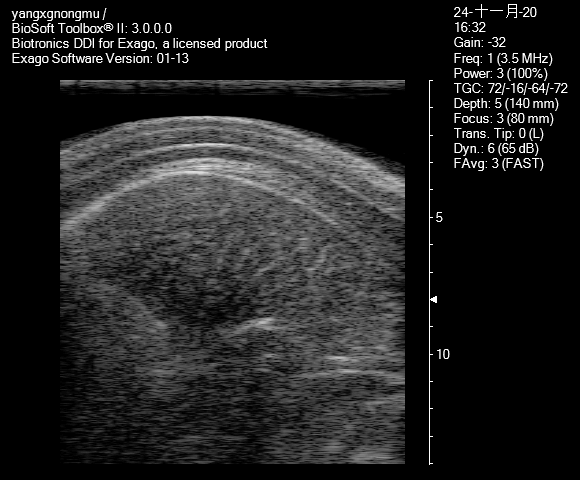 yangxgnongmu /
BioSoft Toolbox® II: 3.0.0.0
Biotronics DDI for Exago, a licensed product
Exago Software Version: 01-13
24-十一月-20
16:32
Gain: -32
Freq: 1 (3.5 MHz)
Power: 3 (100%)
TGC: 72/-16/-64/-72
Depth: 5 (140 mm)
Focus: 3 (80 mm)
Trans. Tip: 0 (L)
Dyn.: 6 (65 dB)
FAvg: 3 (FAST)
5
10